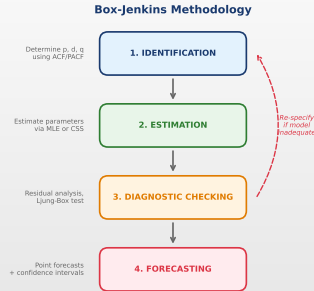 Box-Jenkins Methodology
Determine p, d, q
using ACF/PACF
1. IDENTIFICATION
Re-specify
if model
inadequate
Estimate parameters
via MLE or CSS
2. ESTIMATION
Residual analysis,
Ljung-Box test
3. DIAGNOSTIC CHECKING
Point forecasts
+ confidence intervals
4. FORECASTING